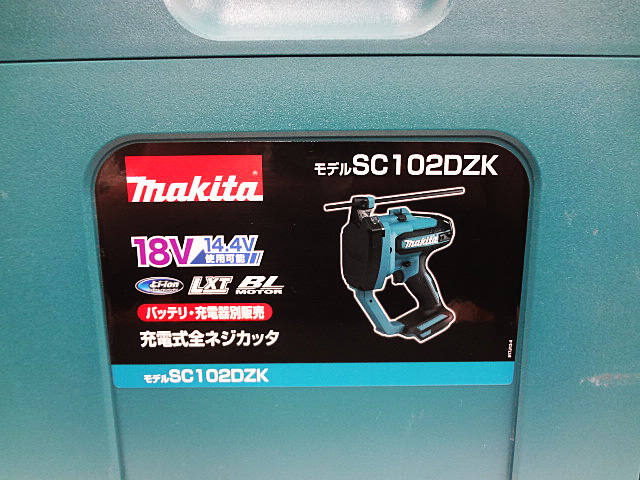 makita
モデルSC102DZK
18V 14.4V
使用可能
Li-ion
LXT BL
MOTOR
バッテリ・充電器別販売
充電式全ネジカッタ
モデルSC102DZK
makita